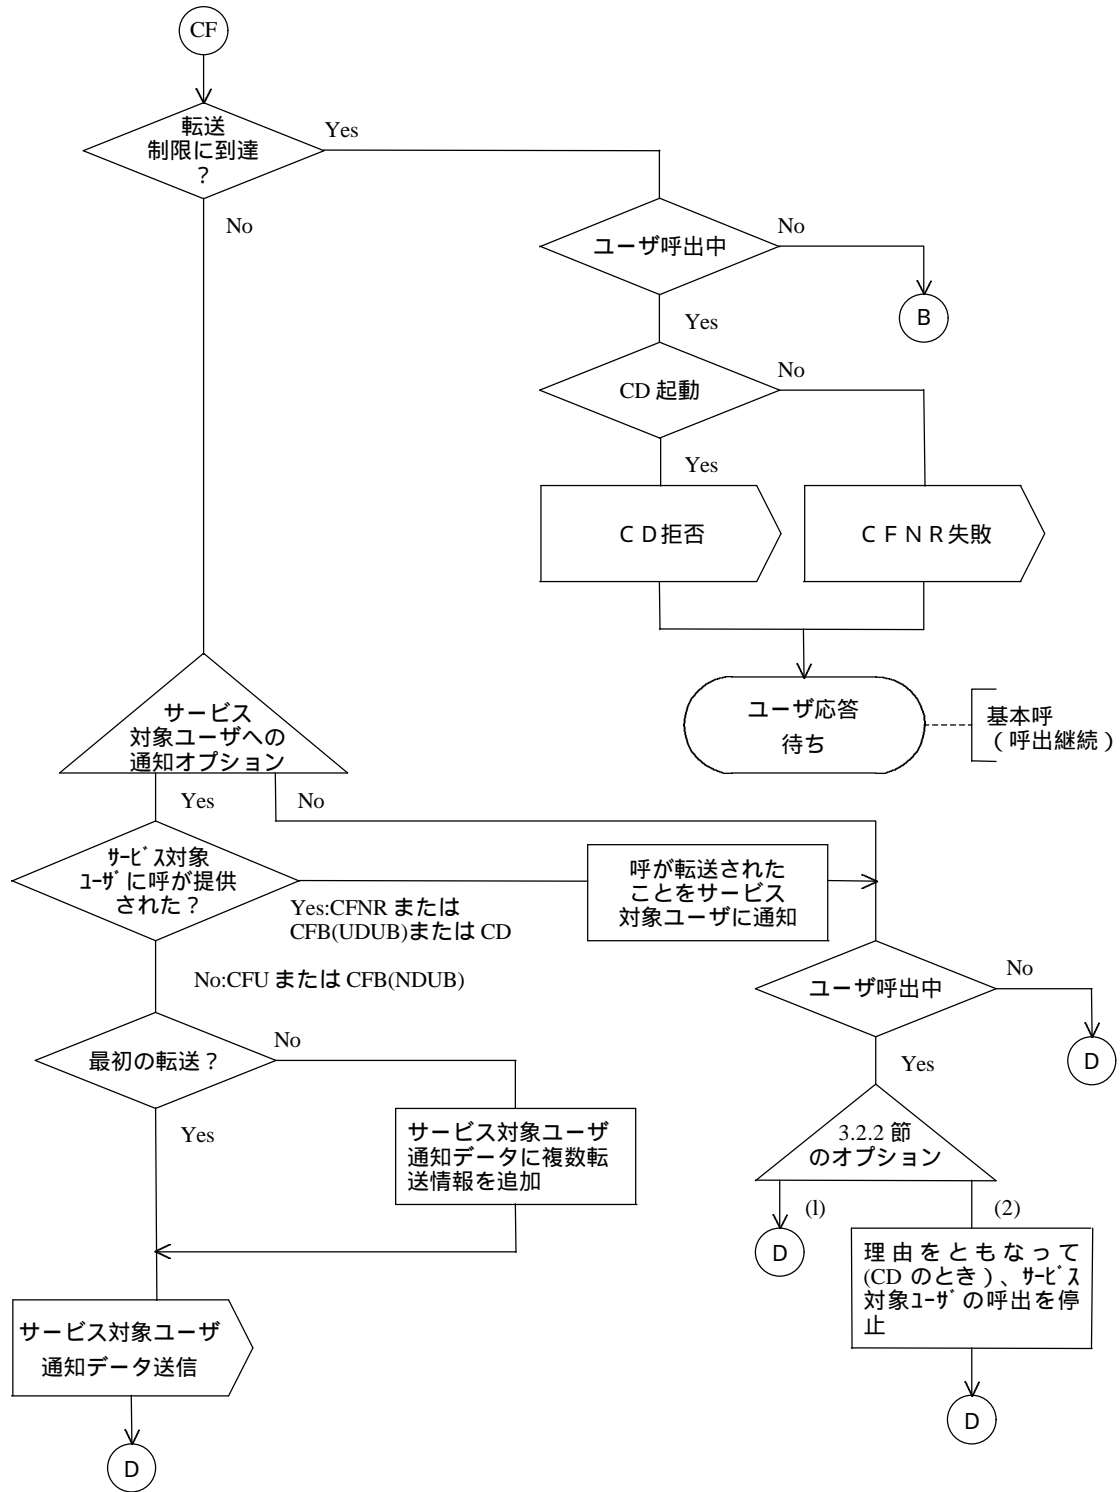 CF
転送
制限に到達
?
Yes
No
ユーザ呼出中
No
B
Yes
CD 起動
No
Yes
ＣＤ拒否
ＣＦＮＲ失敗
ユーザ応答
待ち
基本呼
（呼出継続）
サービス
対象ユーザへの
通知オプション
Yes
No
ｻｰﾋﾞｽ対象
ﾕｰｻﾞに呼が提供
された？
Yes:CFNR または
CFB(UDUB)または CD
呼が転送された
ことをサービス
対象ユーザに通知
No:CFU または CFB(NDUB)
ユーザ呼出中
No
D
Yes
最初の転送？
No
Yes
サービス対象ユーザ
通知データに複数転
送情報を追加
3.2.2 節
のオプション
(l)
(2)
D
理由をともなって
(CD のとき）、ｻｰﾋﾞｽ
対象ﾕｰｻﾞの呼出を停
止
D
サービス対象ユーザ
通知データ送信
D